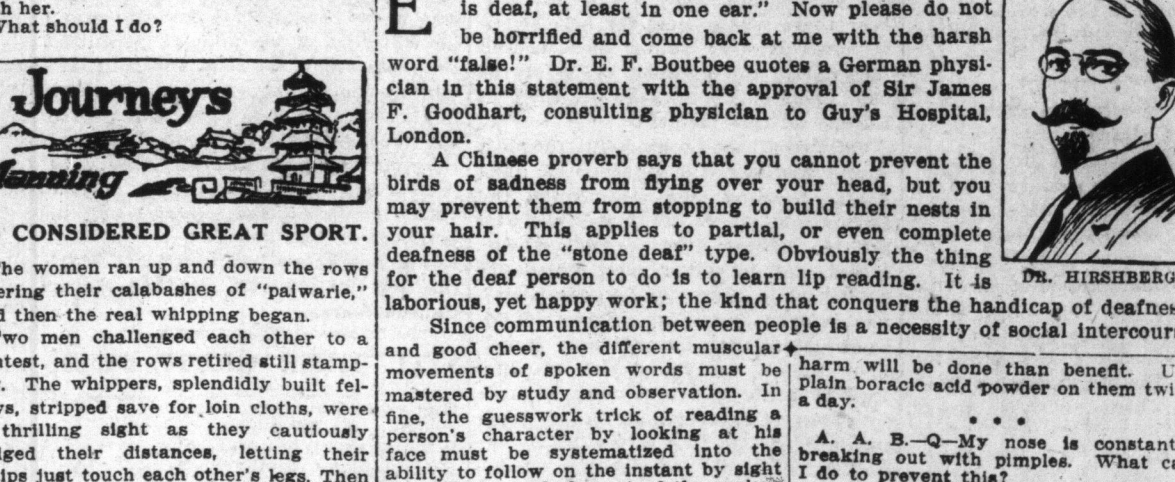 h her.
What should I do?
Journeys
Manning
CONSIDERED GREAT SPORT.
he women ran up and down the rows
ering their calabashes of "paiwarie,"
d then the real whipping began.
wo men challenged each other to a
ntest, and the rows retired still stamp-
. The whippers, splendidly built fel-
ws, stripped save for loin cloths, were
thrilling sight as they cautiously
dged their distances, letting their
ips just touch each other's legs. Then
E is deaf, at least in one ear." Now please do not
be horrified and come back at me with the harsh
word "false!" Dr. E. F. Boutbee quotes a German physi-
cian in this statement with the approval of Sir James
F. Goodhart, consulting physician to Guy's Hospital,
London.
A Chinese proverb says that you cannot prevent the
birds of sadness from flying over your head, but you
may prevent them from stopping to build their nests in
your hair. This applies to partial, or even complete
deafness of the "stone deaf" type. Obviously the thing
for the deaf person to do is to learn lip reading. It is
laborious, yet happy work; the kind that conquers the handicap of deafne
Since communication between people is a necessity of social intercour
and good cheer, the different muscular
movements of spoken words must be
mastered by study and observation. In
fine, the guesswork trick of reading a
person's character by looking at his
face must be systematized into the
ability to follow on the instant by sight
DR. HIRSHBERG
harm will be done than benefit. U
plain boracic acid powder on them twi
a day.
• • •
A. A. B.—Q—My nose is constant
breaking out with pimples. What ca
I do to prevent this?